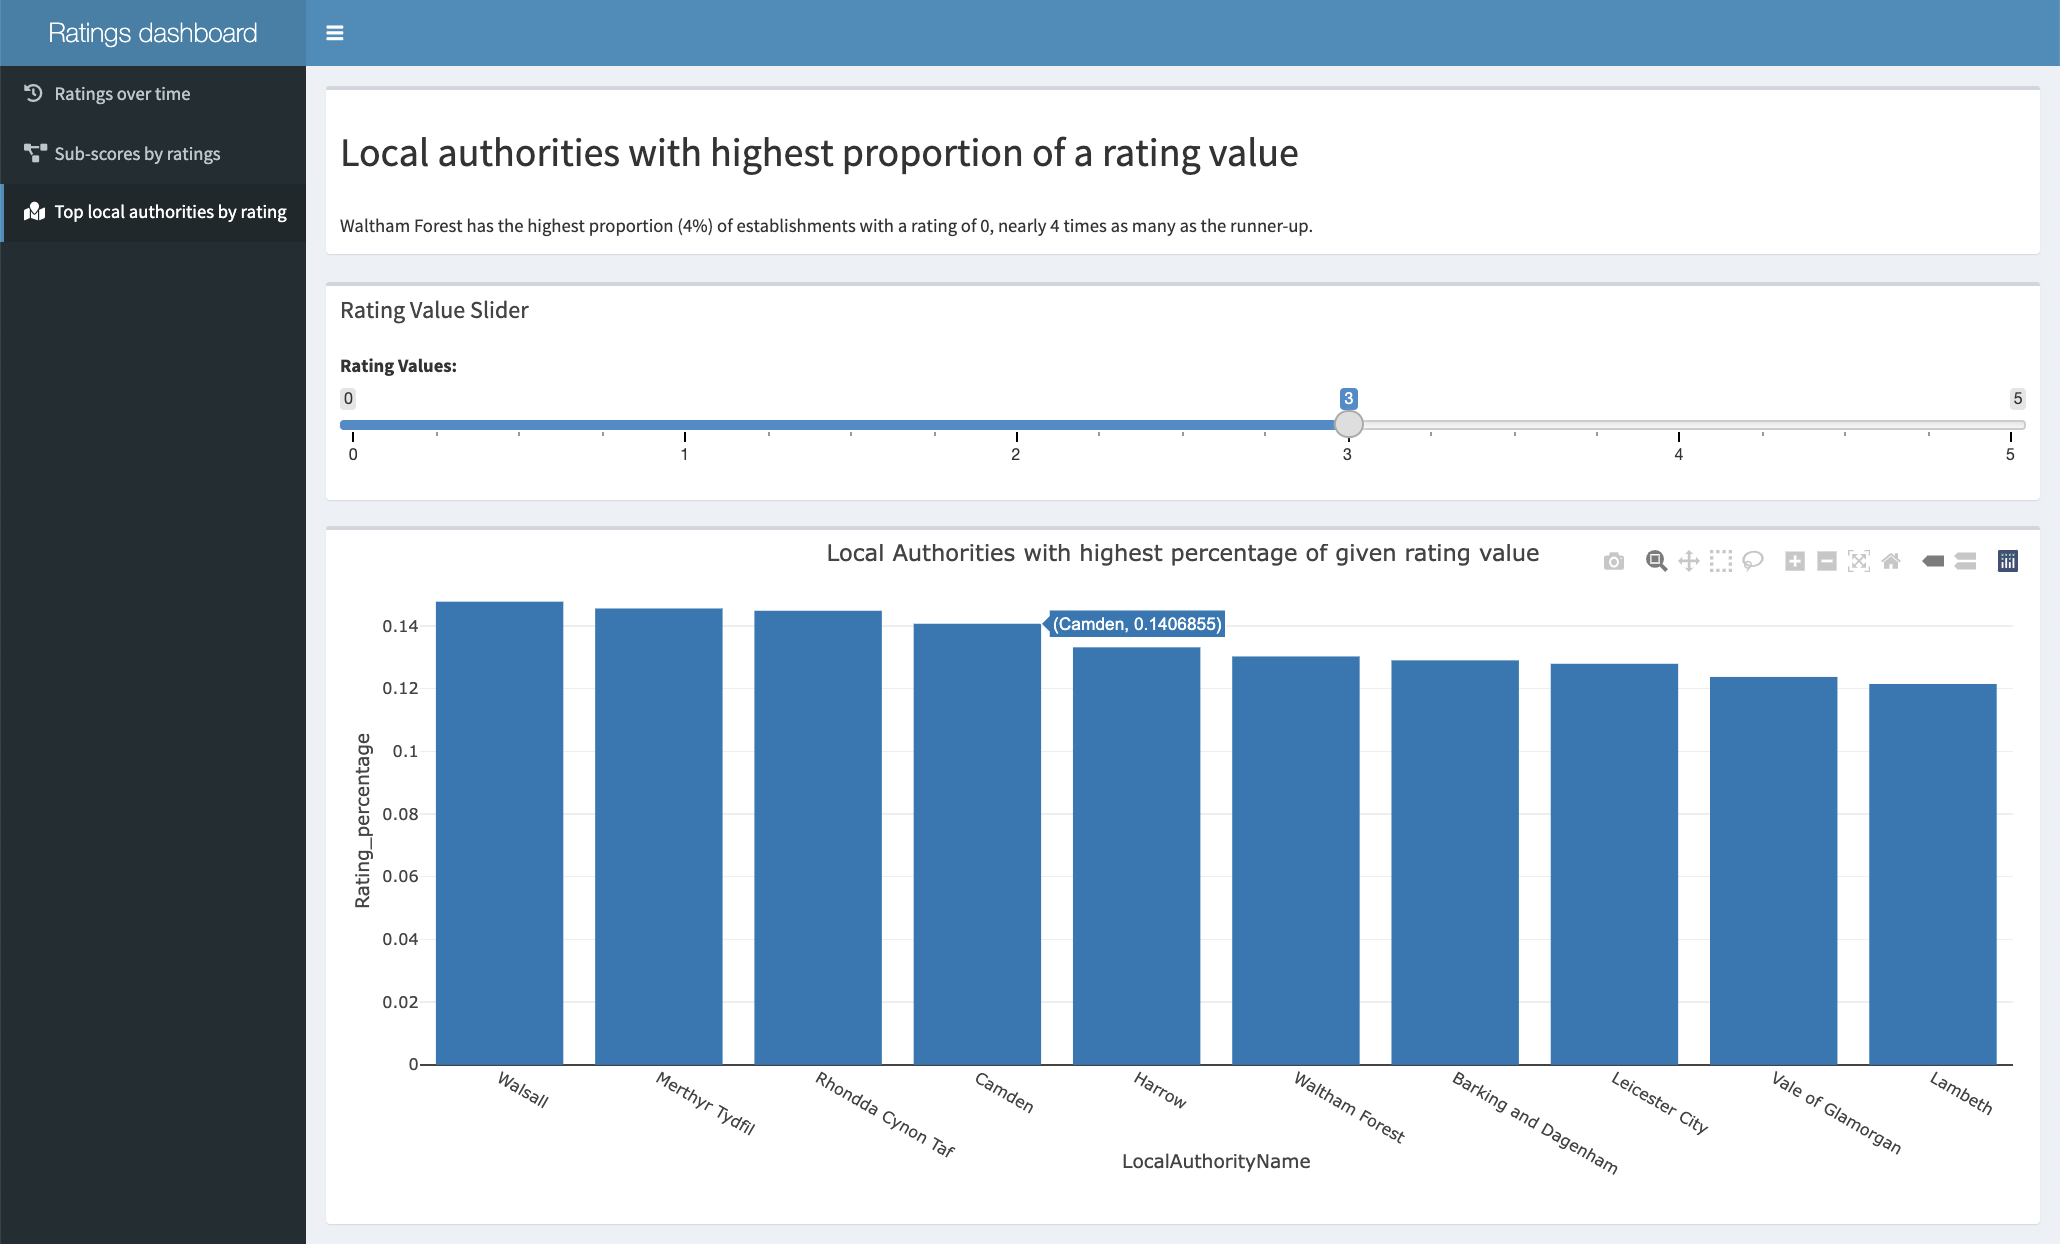 Ratings dashboard
Ratings over time
Sub-scores by ratings
Top local authorities by rating
Local authorities with highest proportion of a rating value
Waltham Forest has the highest proportion (4%) of establishments with a rating of 0, nearly 4 times as many as the runner-up.
Rating Value Slider
Rating Values:
0 3 5
0 1 2 3 4 5
Local Authorities with highest percentage of given rating value
(Camden, 0.1406855)
0.14
0.12
0.1
0.08
0.06
0.04
0.02
0
Rating_percentage
Walsall
Merthyr Tydfil
Rhondda Cynon Taf
Camden
Harrow
Waltham Forest
Barking and Dagenham
Leicester City
Vale of Glamorgan
Lambeth
LocalAuthorityName